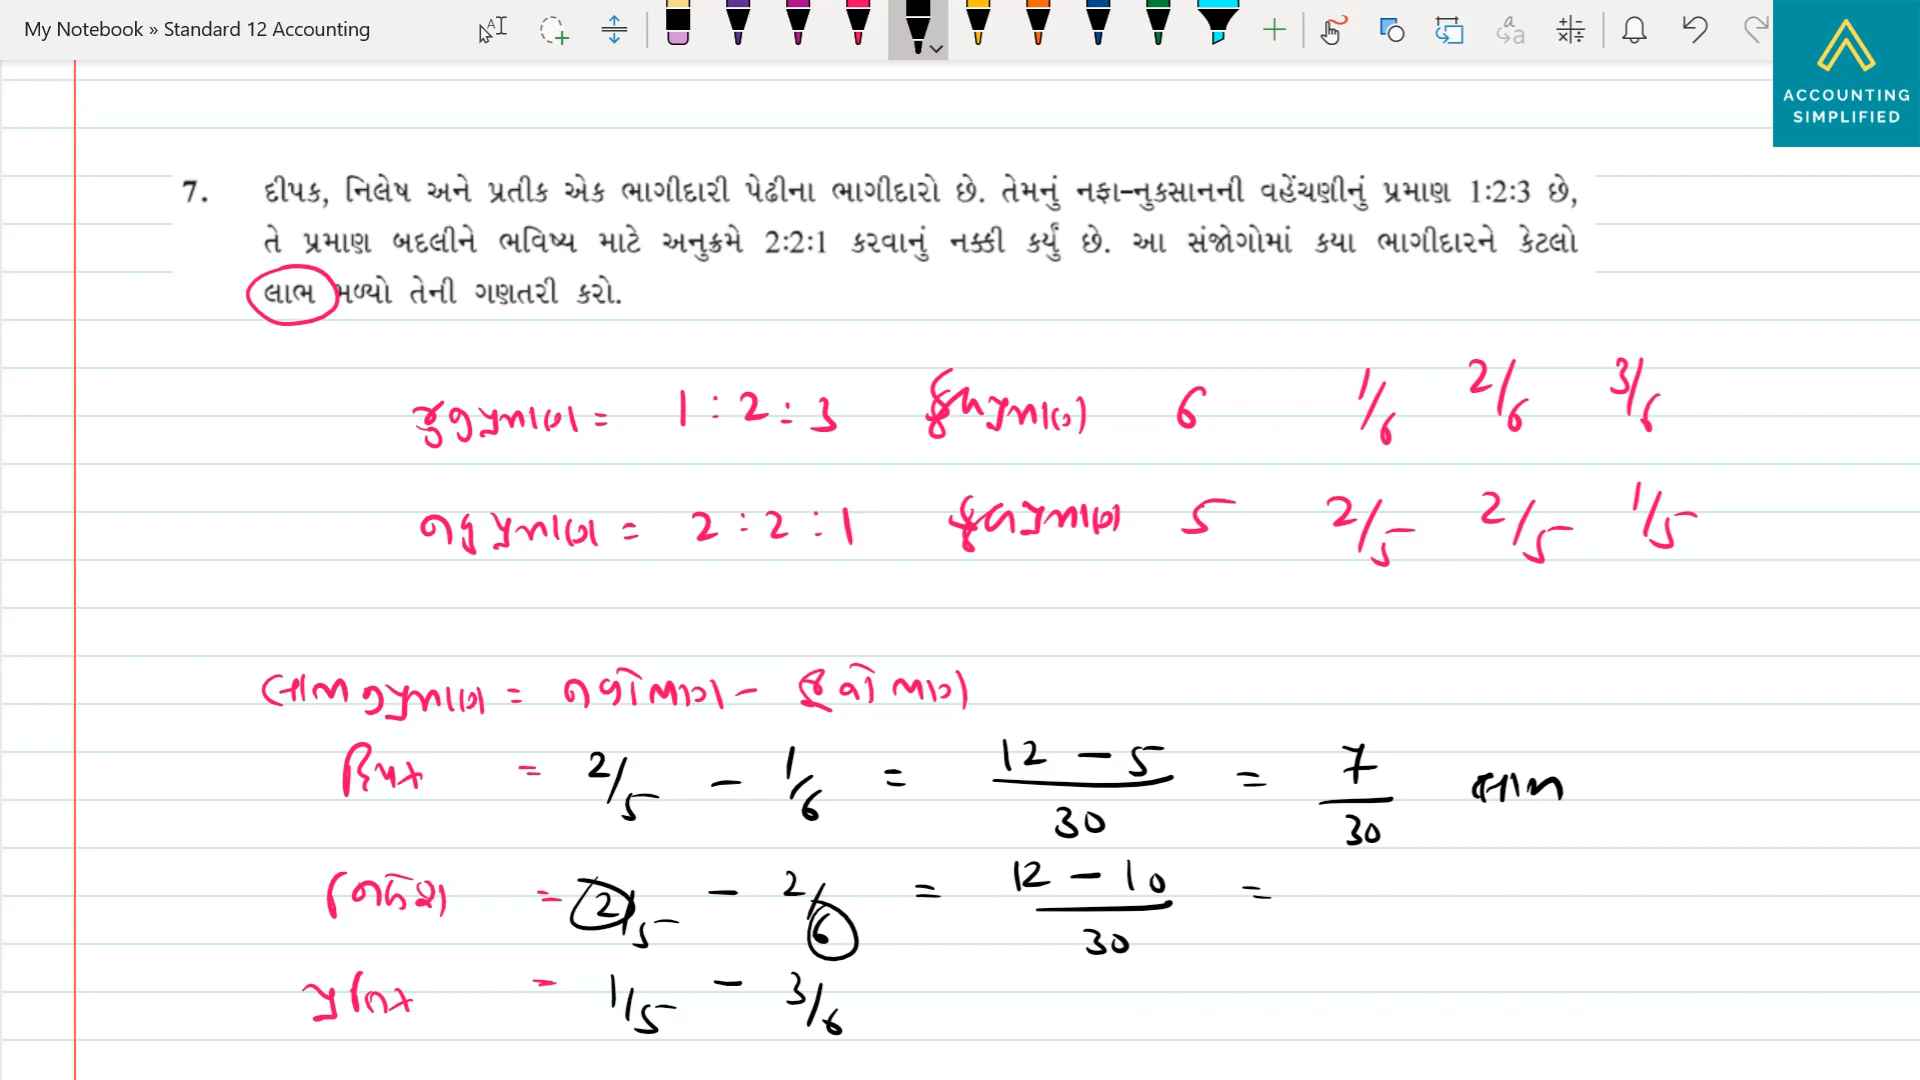 My Notebook » Standard 12 Accounting
ACCOUNTING
SIMPLIFIED
7. દીપક, નિલેષ અને પ્રતીક એક ભાગીદારી પેઢીના ભાગીદારો છે. તેમનું નફા-નુકસાનની વહેંચણીનું પ્રમાણ 1:2:3 છે,
તે પ્રમાણ બદલીને ભવિષ્ય માટે અનુક્રમે 2:2:1 કરવાનું નક્કી કર્યું છે. આ સંજોગોમાં કયા ભાગીદારને કેટલો
લાભ મળ્યો તેની ગણતરી કરો.
જુનુપ્રમાણ = 1 : 2 : 3 કુલપ્રમાણ 6 1/6 2/6 3/6
નવુપ્રમાણ = 2 : 2 : 1 કુલપ્રમાણ 5 2/5 2/5 1/5
લાભનુપ્રમાણ = નવોભાગ - જુનોભાગ
= 2/5 - 1/6 = 12 - 5 / 30 = 7 / 30 લાભ
= 2/5 - 2/6 = 12 - 10 / 30 =
= 1/5 - 3/6